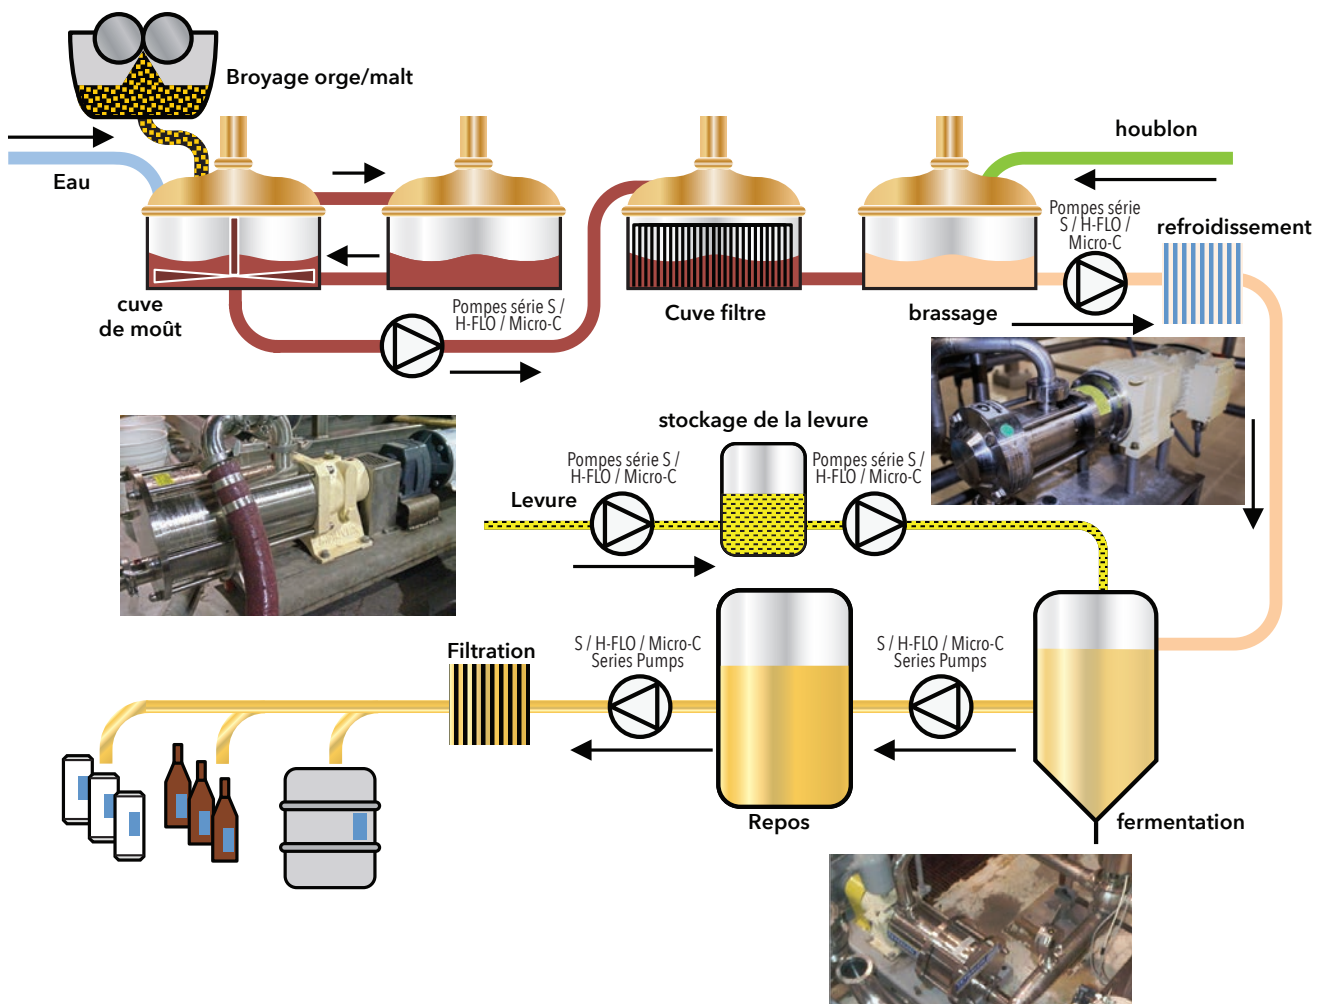 Broyage orge/malt
Eau
houblon
Pompes série
S / H-FLO /
Micro-C
refroidissement
cuve
de moût
Pompes série S /
H-FLO / Micro-C
Cuve filtre
brassage
stockage de la levure
Pompes série S /
H-FLO / Micro-C
Pompes série S /
H-FLO / Micro-C
Levure
Filtration
S / H-FLO / Micro-C
Series Pumps
S / H-FLO / Micro-C
Series Pumps
Repos
fermentation